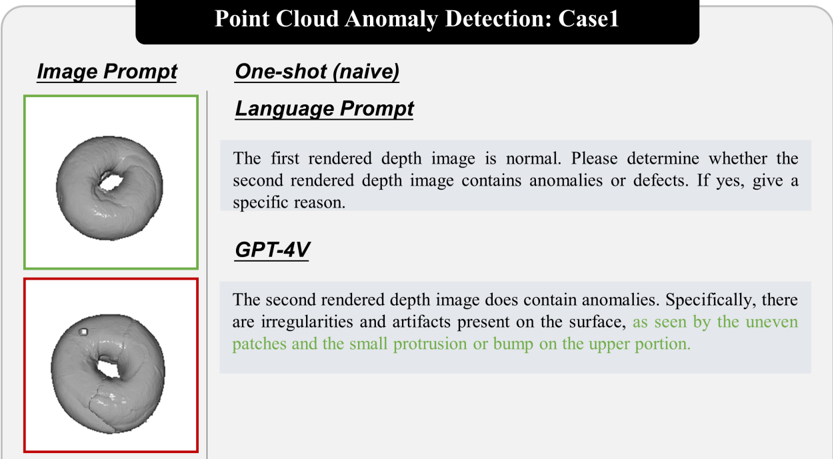 Point Cloud Anomaly Detection: Case1
Image Prompt
One-shot (naive)
Language Prompt
The first rendered depth image is normal. Please determine whether the
second rendered depth image contains anomalies or defects. If yes, give a
specific reason.
GPT-4V
The second rendered depth image does contain anomalies. Specifically, there
are irregularities and artifacts present on the surface, as seen by the uneven
patches and the small protrusion or bump on the upper portion.